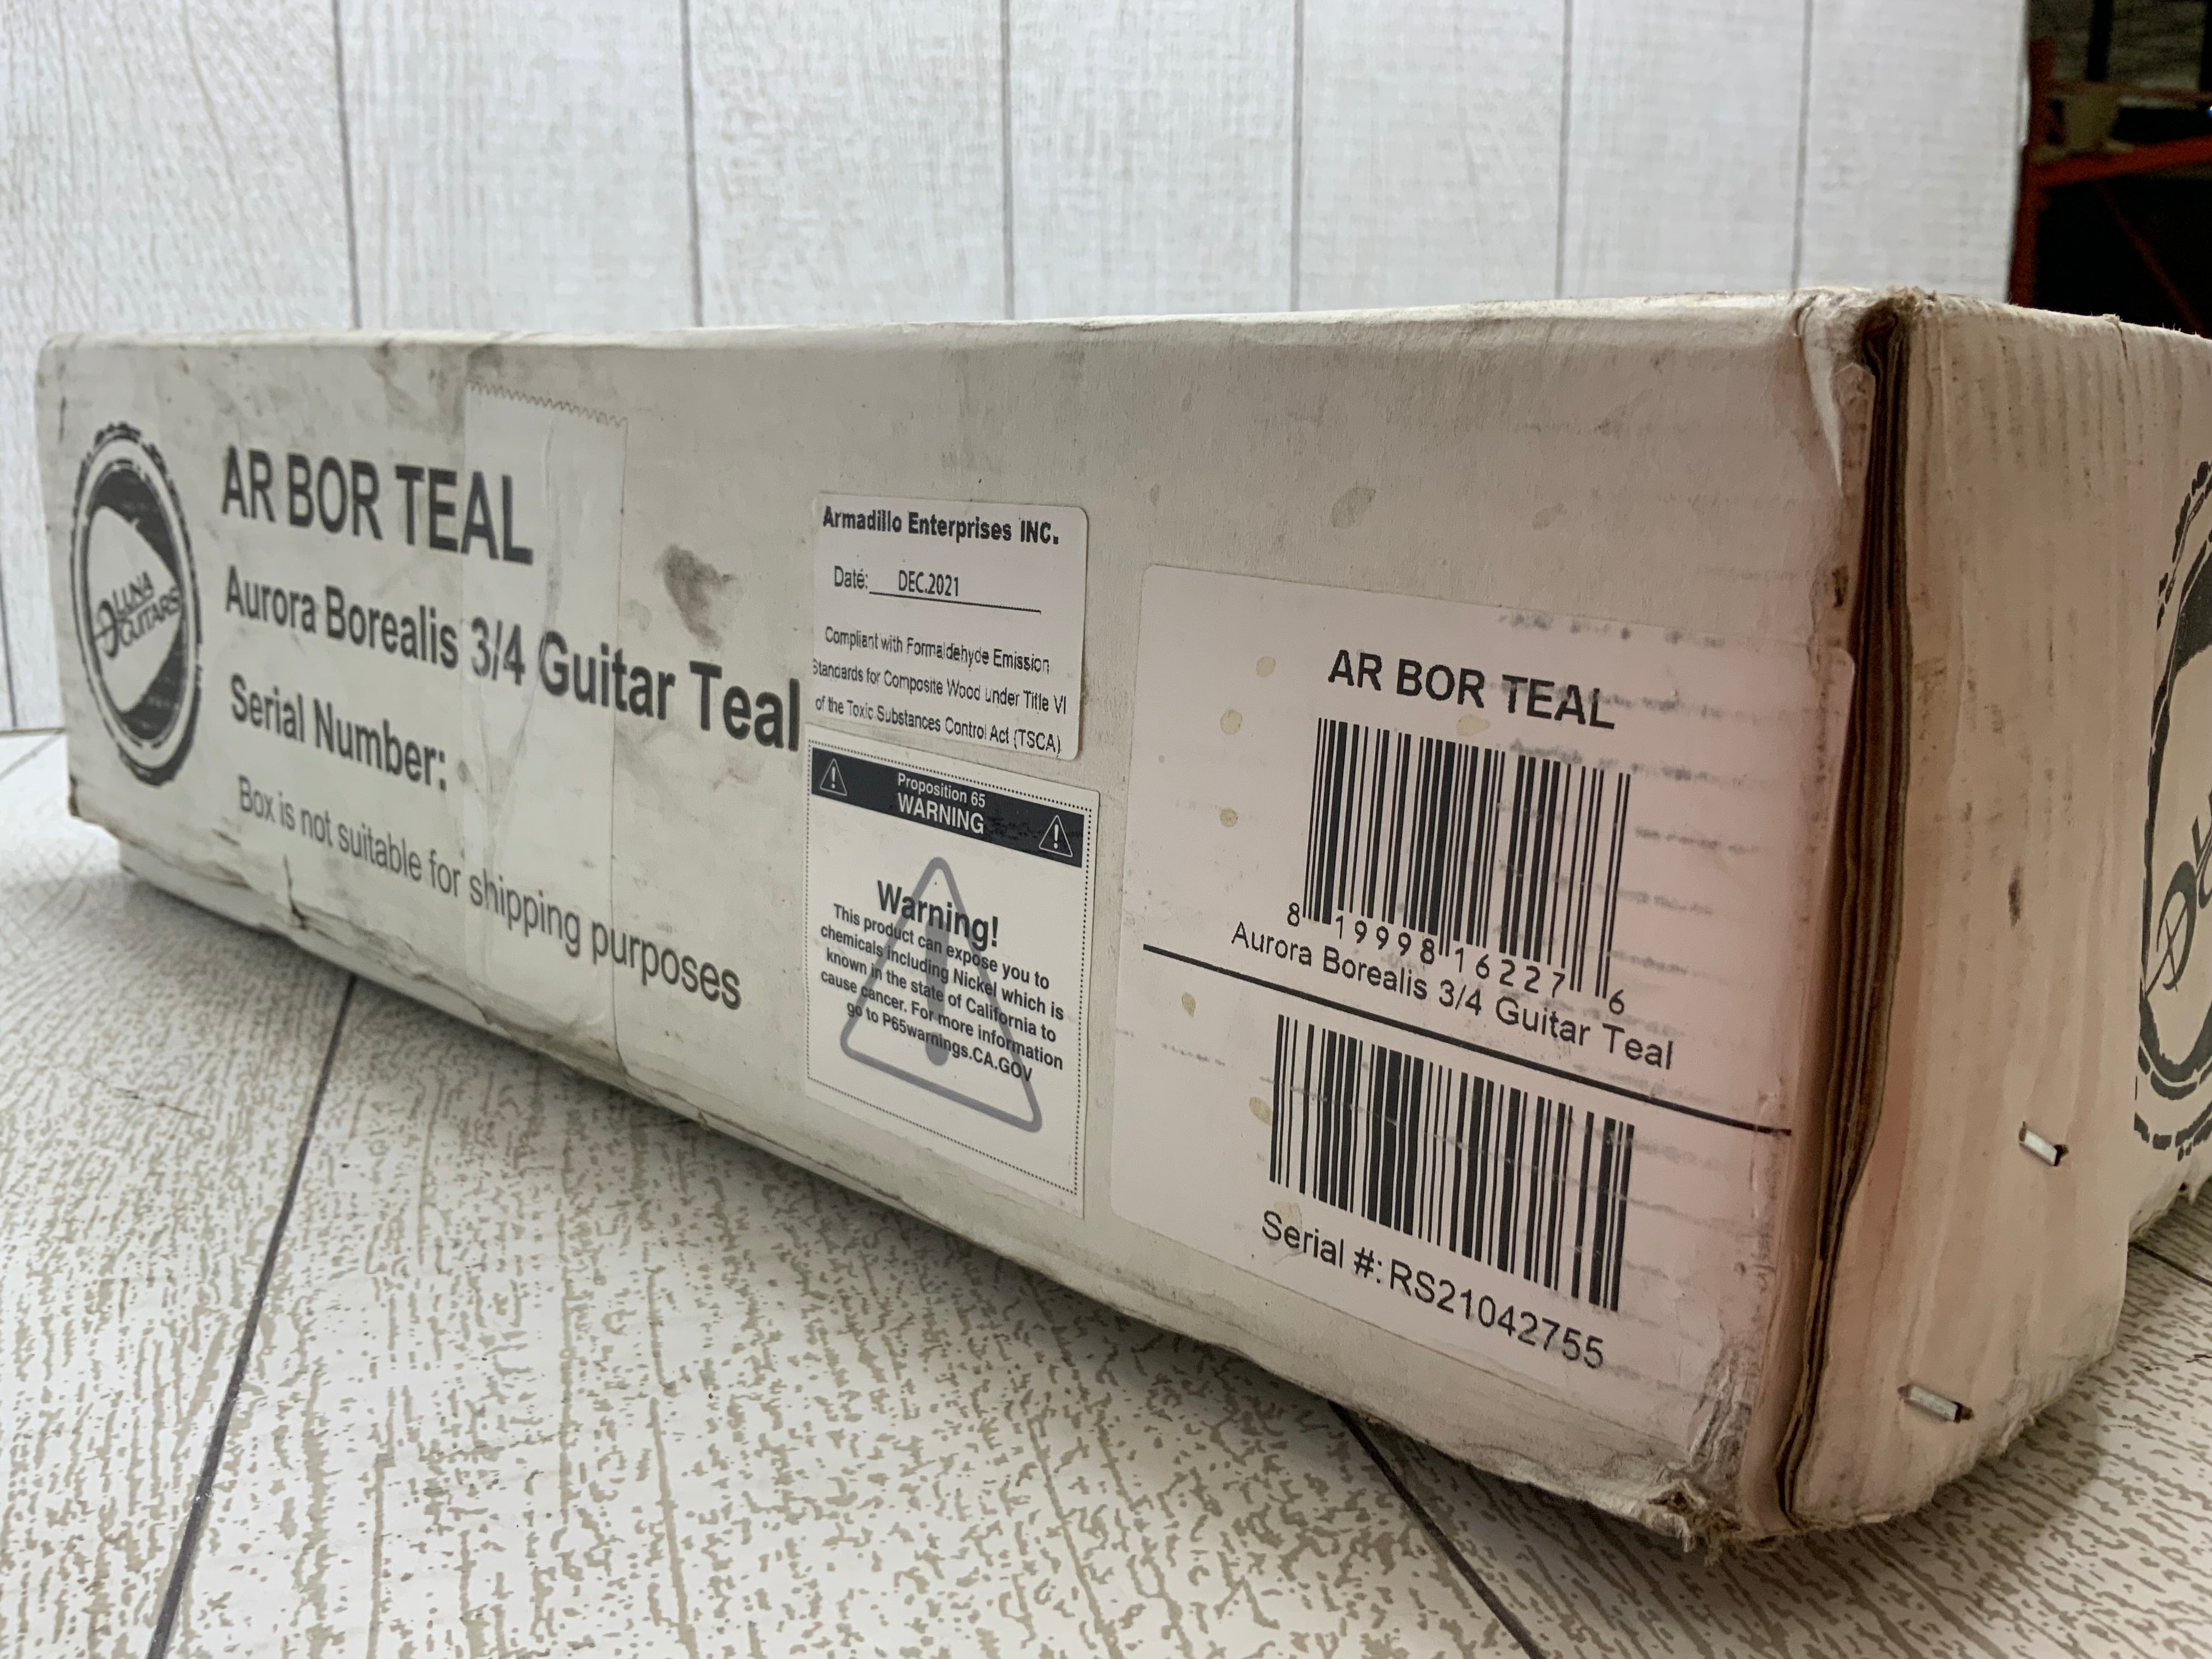 LUNA
GUITARS
AR BOR TEAL
Aurora Borealis 3/4 Guitar Teal
Serial Number:
Box is not suitable for shipping purposes
Armadillo Enterprises INC.
Date: DEC.2021
Compliant with Formaldehyde Emission
Standards for Composite Wood under Title VI
of the Toxic Substances Control Act (TSCA)
Proposition 65
WARNING
Warning!
This product can expose you to
chemicals including Nickel which is
known in the state of California to
cause cancer. For more information
go to P65warnings.CA.GOV
AR BOR TEAL
8 19998 16227 6
Aurora Borealis 3/4 Guitar Teal
Serial #: RS21042755